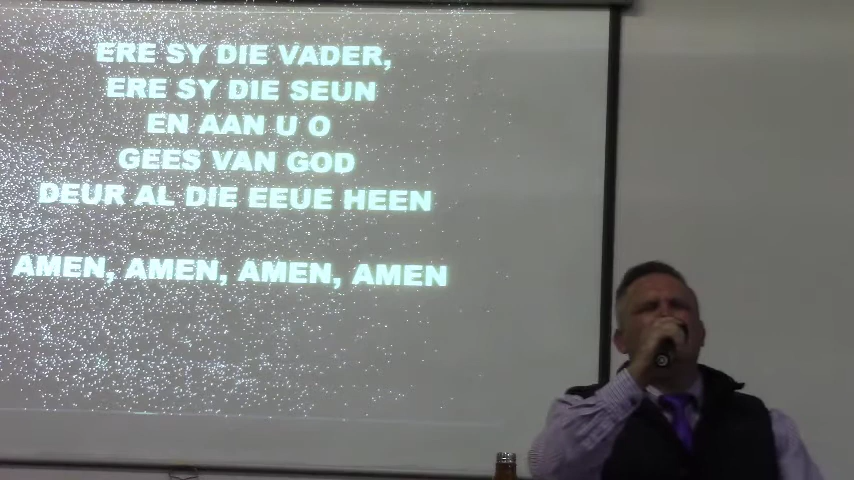 ERE SY DIE VADER,
ERE SY DIE SEUN
EN AAN U O
GEES VAN GOD
DEUR AL DIE EEUE HEEN
AMEN, AMEN, AMEN, AMEN